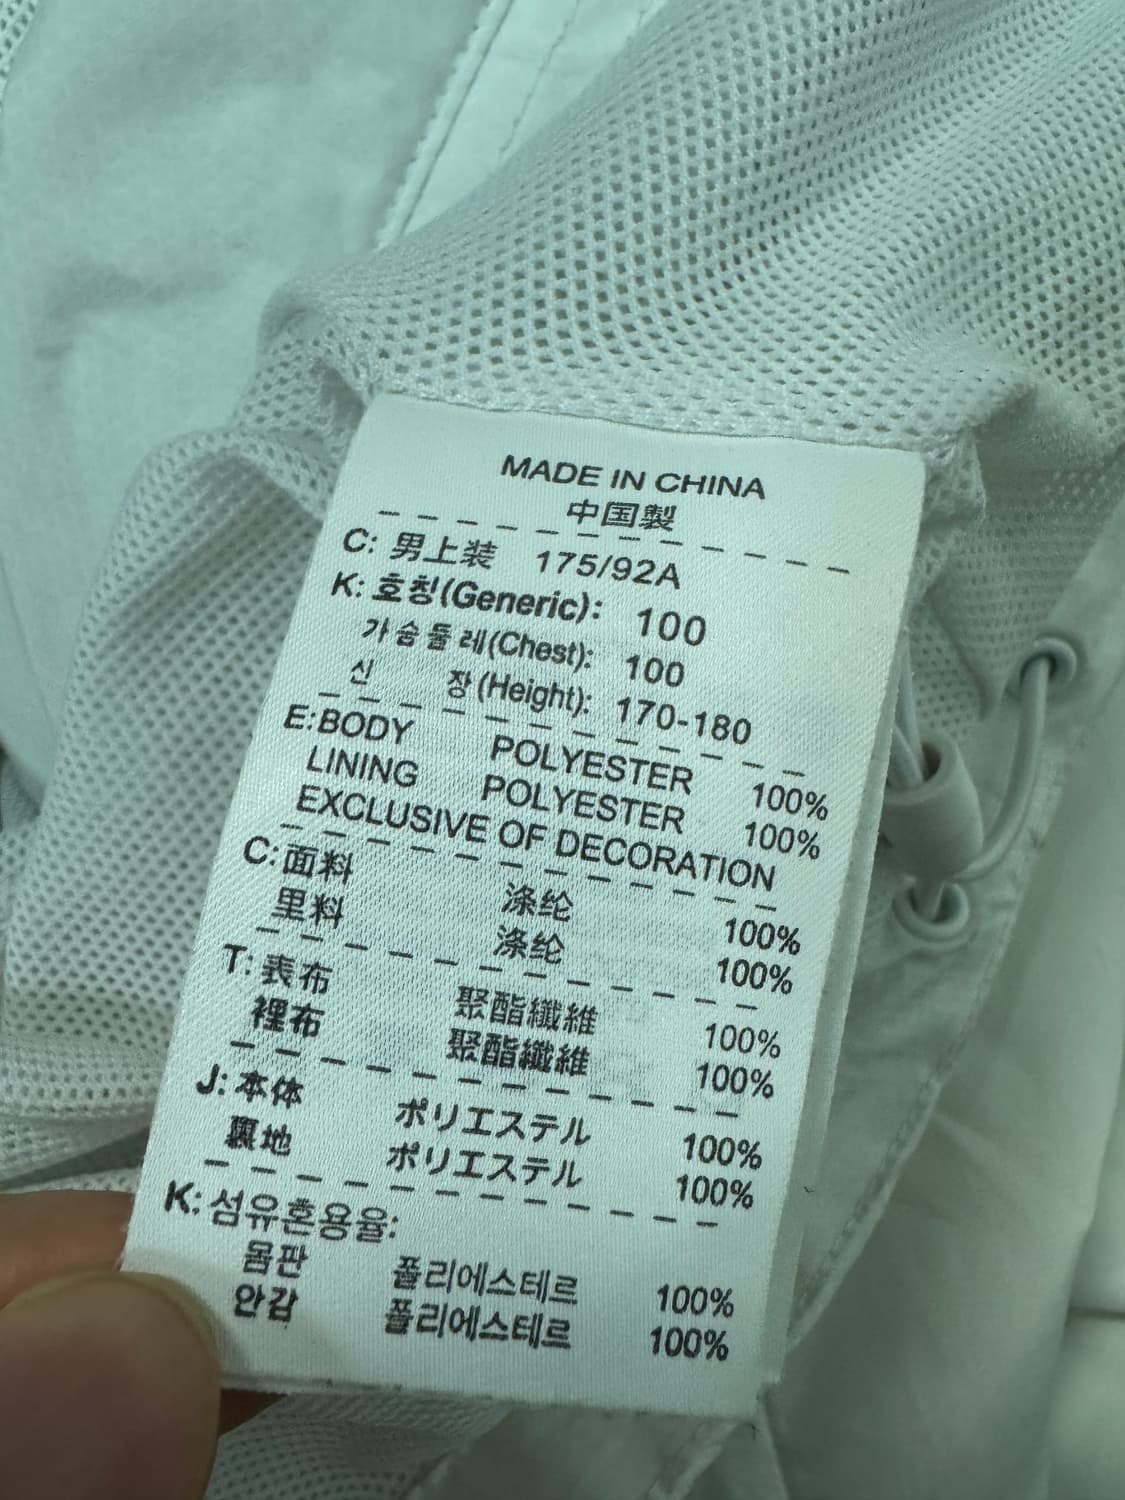 MADE IN CHINA
中国製
C: 男上装 175/92A
K: 호칭(Generic): 100
가슴둘레(Chest): 100
신 장(Height): 170-180
E:BODY POLYESTER 100%
LINING POLYESTER 100%
EXCLUSIVE OF DECORATION
C: 面料 涤纶 100%
里料 涤纶 100%
T: 表布 聚酯纖維 100%
裡布 聚酯纖維 100%
J: 本体 ポリエステル 100%
裏地 ポリエステル 100%
K: 섬유혼용율:
몸판 폴리에스테르 100%
안감 폴리에스테르 100%